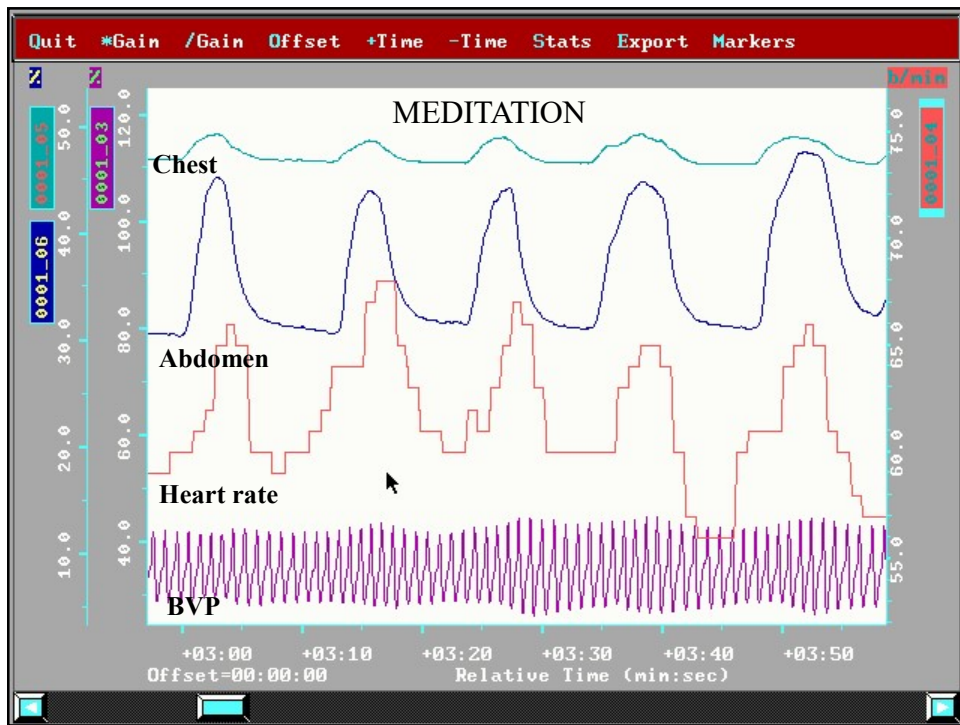 Quit *Gain /Gain Offset +Time -Time Stats Export Markers
% % b/min
MEDITATION
0001_05 0001_03 0001_04
0001_06
50.0
40.0
30.0
20.0
10.0
120.0
100.0
80.0
60.0
40.0
75.0
70.0
65.0
60.0
55.0
Chest
Abdomen
Heart rate
BVP
+03:00 +03:10 +03:20 +03:30 +03:40 +03:50
Offset=00:00:00 Relative Time (min:sec)